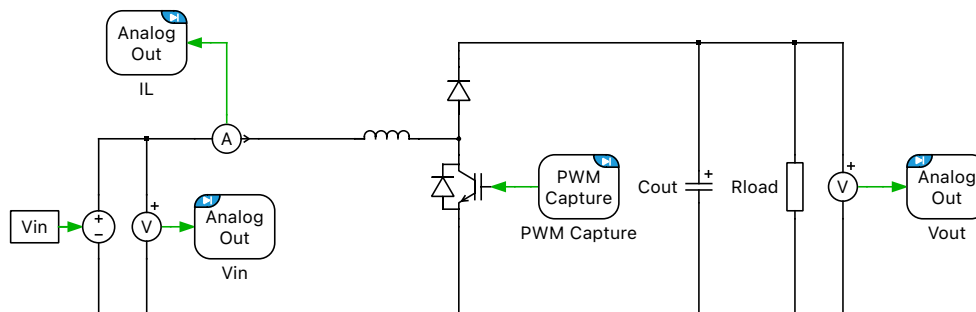 Analog
Out
IL
A
Vin
+
−
+
V
Analog
Out
Vin
PWM
Capture
PWM Capture
Cout
+
Rload
+
V
Analog
Out
Vout